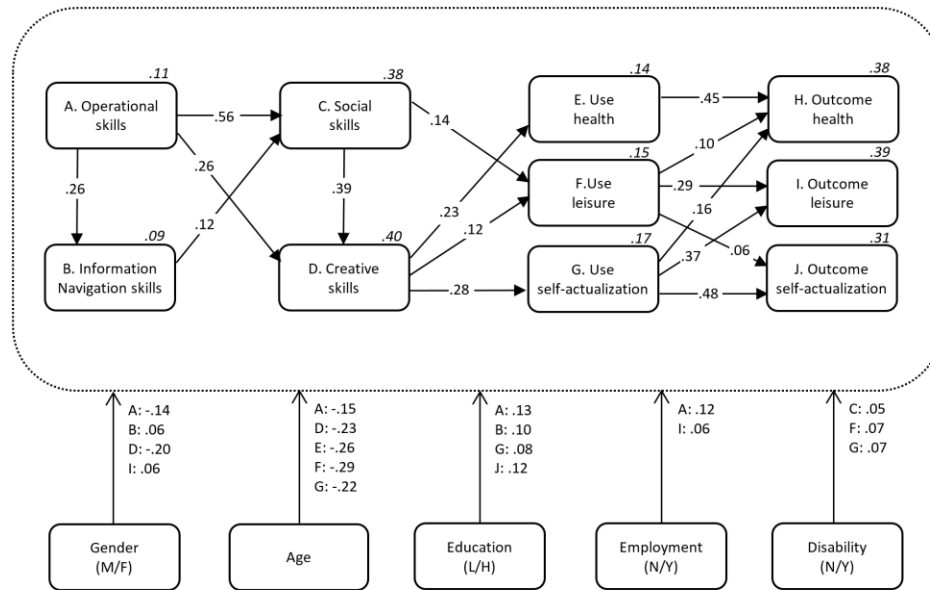 .11
.38
.14
.38
A. Operational
skills
C. Social
skills
E. Use
health
H. Outcome
health
.56
.45
.14
.10
.26
.26
.39
.12
.15
.39
F.Use
leisure
I. Outcome
leisure
.29
.23
.12
.16
.37
.06
.09
.40
.17
.31
B. Information
Navigation skills
D. Creative
skills
G. Use
self-actualization
J. Outcome
self-actualization
.28
.48
A: -.14
B: .06
D: -.20
I: .06
A: -.15
D: -.23
E: -.26
F: -.29
G: -.22
A: .13
B: .10
G: .08
J: .12
A: .12
I: .06
C: .05
F: .07
G: .07
Gender
(M/F)
Age
Education
(L/H)
Employment
(N/Y)
Disability
(N/Y)